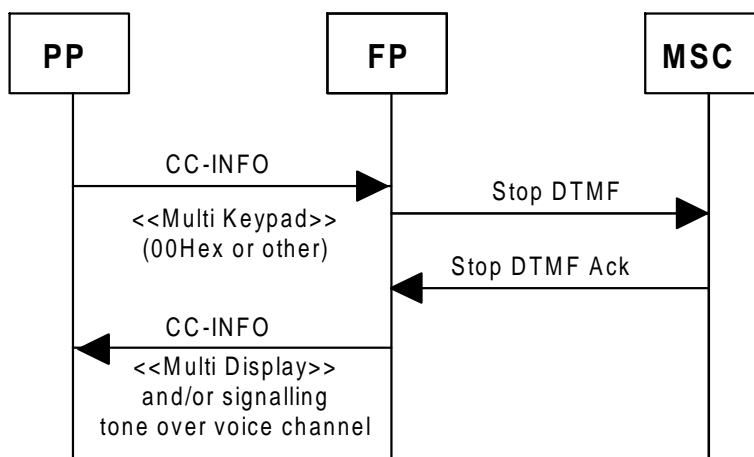 PP
FP
MSC
CC-INFO
<<Multi Keypad>>
(00Hex or other)
Stop DTMF
Stop DTMF Ack
CC-INFO
<<Multi Display>>
and/or signalling
tone over voice channel